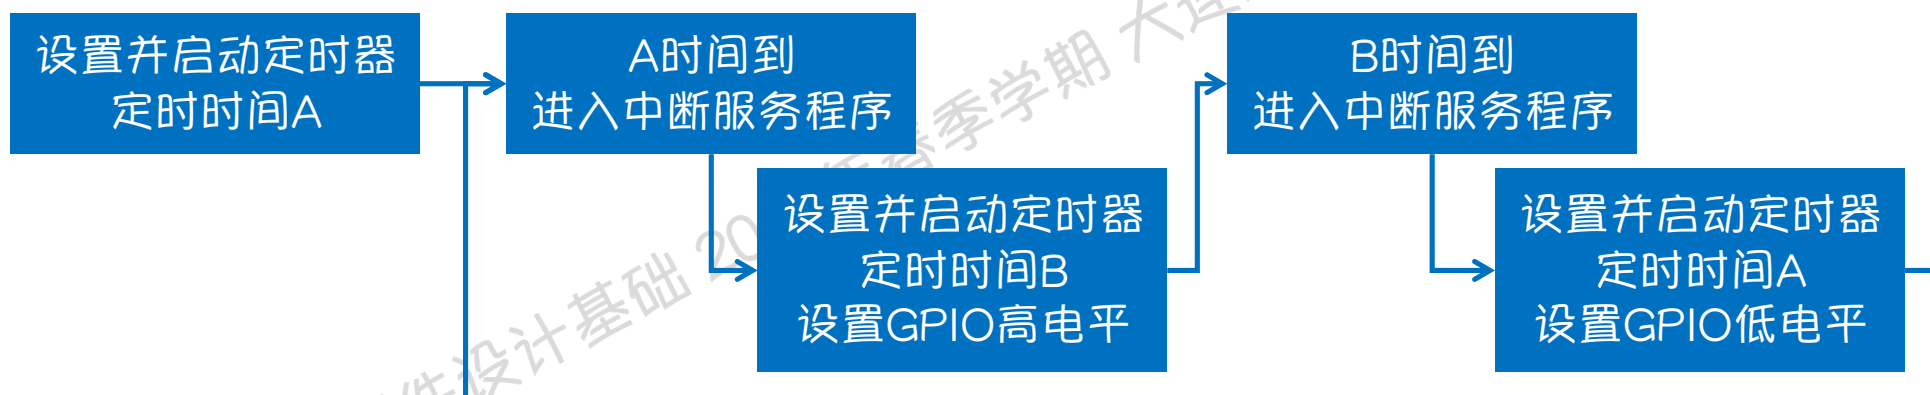 设置并启动定时器
定时时间A
A时间到
进入中断服务程序
设置并启动定时器
定时时间B
设置GPIO高电平
B时间到
进入中断服务程序
设置并启动定时器
定时时间A
设置GPIO低电平
设计基础 20
春季学期 大连